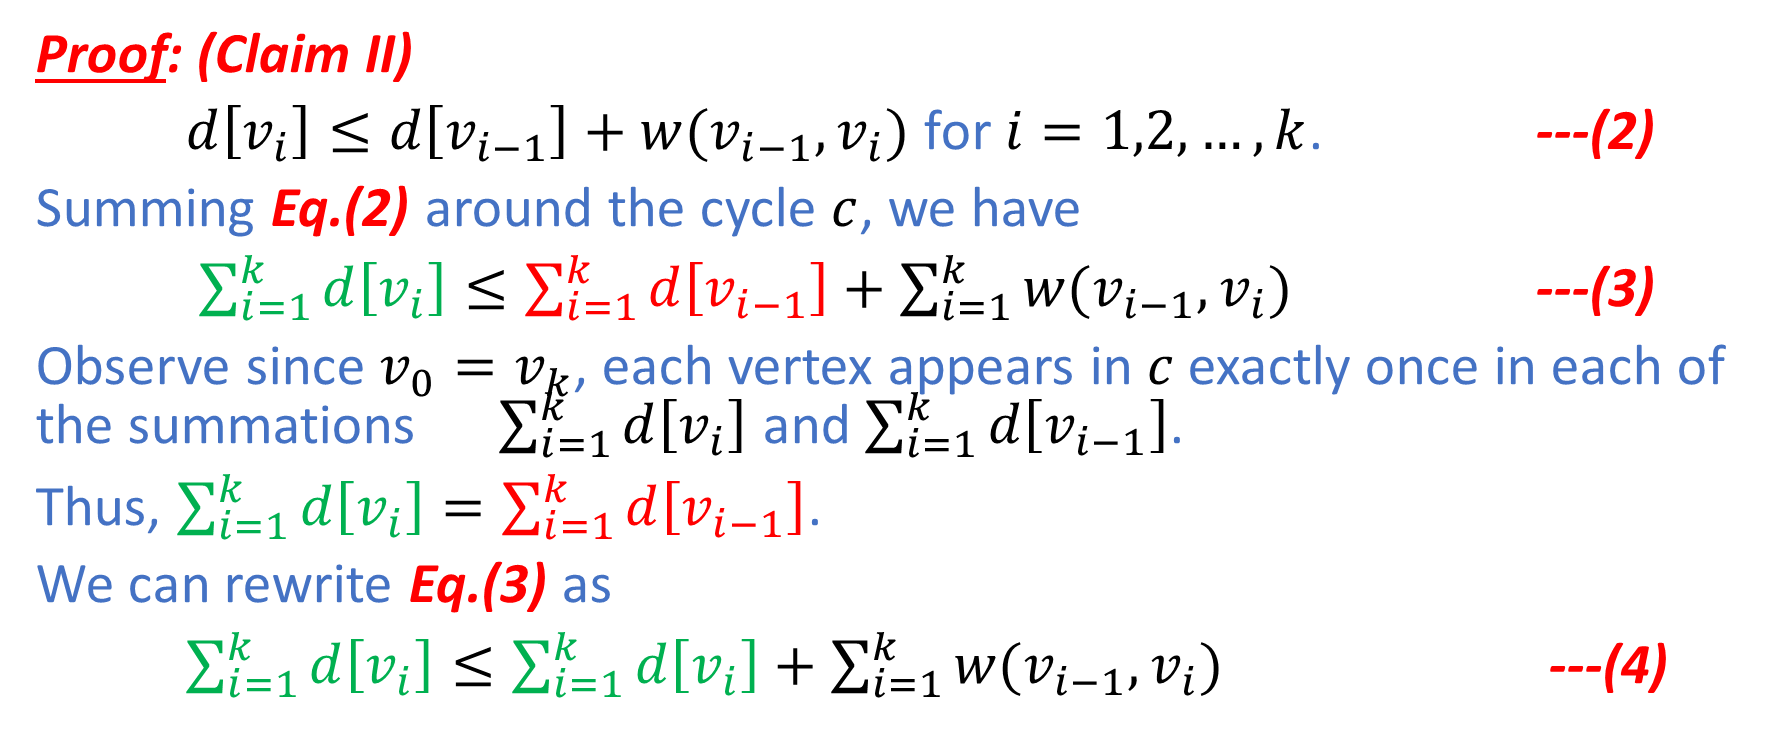 Proof: (Claim II)
d[v_i] ≤ d[v_{i−1}] + w(v_{i−1}, v_i) for i = 1,2, … , k. ---(2)
Summing Eq.(2) around the cycle c, we have
∑_{i=1}^{k} d[v_i] ≤ ∑_{i=1}^{k} d[v_{i−1}] + ∑_{i=1}^{k} w(v_{i−1}, v_i) ---(3)
Observe since v_0 = v_k, each vertex appears in c exactly once in each of
the summations ∑_{i=1}^{k} d[v_i] and ∑_{i=1}^{k} d[v_{i−1}].
Thus, ∑_{i=1}^{k} d[v_i] = ∑_{i=1}^{k} d[v_{i−1}].
We can rewrite Eq.(3) as
∑_{i=1}^{k} d[v_i] ≤ ∑_{i=1}^{k} d[v_i] + ∑_{i=1}^{k} w(v_{i−1}, v_i) ---(4)